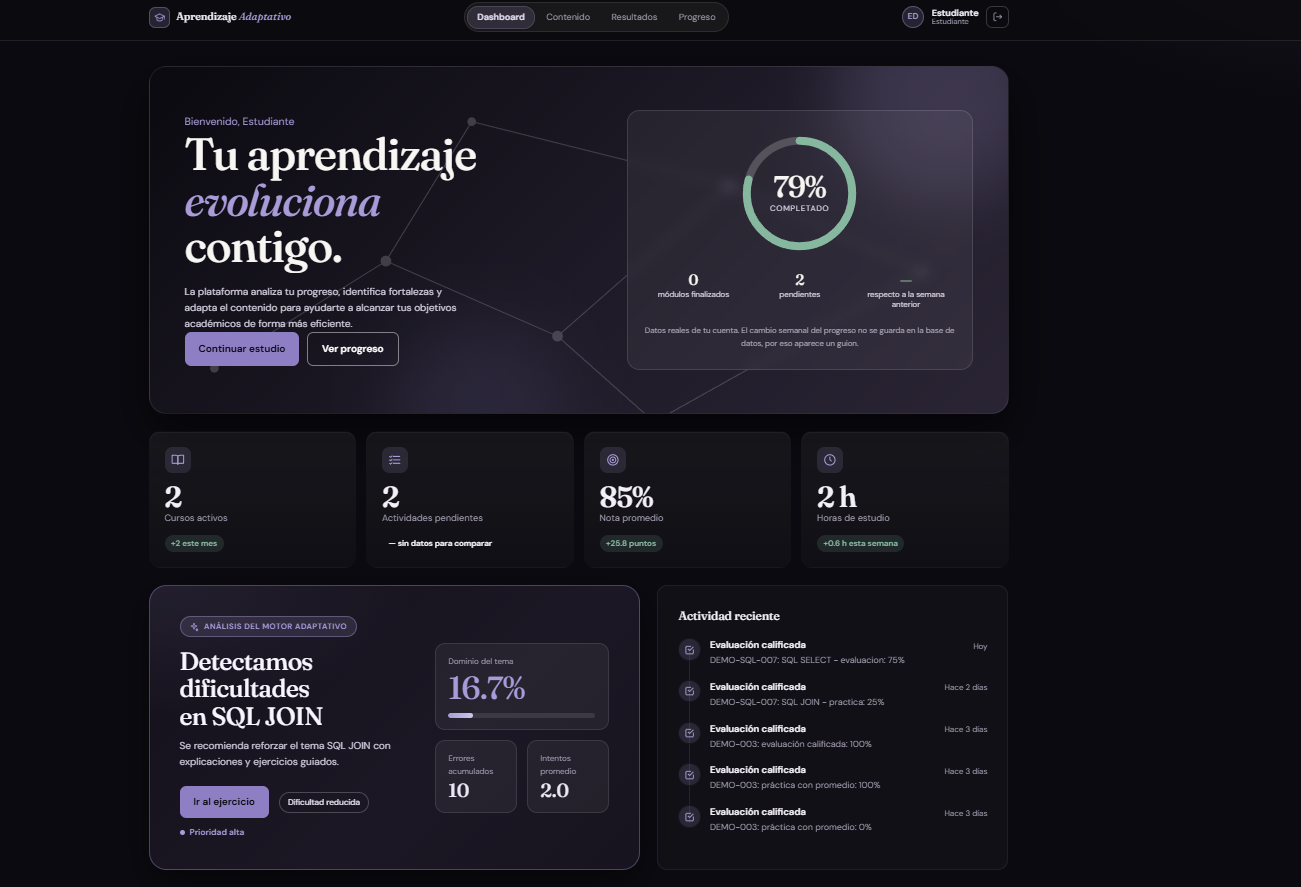 Aprendizaje Adaptativo
Dashboard
Contenido
Resultados
Progreso
ED
Estudiante
Estudiante
Bienvenido, Estudiante
Tu aprendizaje
evoluciona
contigo.
La plataforma analiza tu progreso, identifica fortalezas y
adapta el contenido para ayudarte a alcanzar tus objetivos
académicos de forma más eficiente.
Continuar estudio
Ver progreso
79%
COMPLETADO
0
módulos finalizados
2
pendientes
—
respecto a la semana
anterior
Datos reales de tu cuenta. El cambio semanal del progreso no se guarda en la base de
datos, por eso aparece un guion.
2
Cursos activos
+2 este mes
2
Actividades pendientes
— sin datos para comparar
85%
Nota promedio
+25.8 puntos
2 h
Horas de estudio
+0.6 h esta semana
ANÁLISIS DEL MOTOR ADAPTATIVO
Detectamos
dificultades
en SQL JOIN
Se recomienda reforzar el tema SQL JOIN con
explicaciones y ejercicios guiados.
Ir al ejercicio
Dificultad reducida
Prioridad alta
Dominio del tema
16.7%
Errores
acumulados
10
Intentos
promedio
2.0
Actividad reciente
Evaluación calificada
Hoy
DEMO-SQL-007: SQL SELECT - evaluacion: 75%
Evaluación calificada
Hace 2 días
DEMO-SQL-007: SQL JOIN - practica: 25%
Evaluación calificada
Hace 3 días
DEMO-003: evaluación calificada: 100%
Evaluación calificada
Hace 3 días
DEMO-003: práctica con promedio: 100%
Evaluación calificada
Hace 3 días
DEMO-003: práctica con promedio: 0%